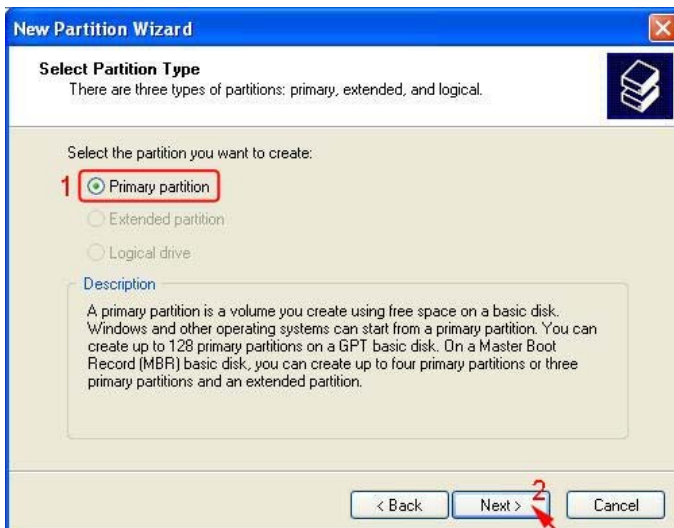 New Partition Wizard
Select Partition Type
There are three types of partitions: primary, extended, and logical.
Select the partition you want to create:
1 Primary partition
Extended partition
Logical drive
Description
A primary partition is a volume you create using free space on a basic disk.
Windows and other operating systems can start from a primary partition. You can
create up to 128 primary partitions on a GPT basic disk. On a Master Boot
Record (MBR) basic disk, you can create up to four primary partitions or three
primary partitions and an extended partition.
< Back Next > 2 Cancel